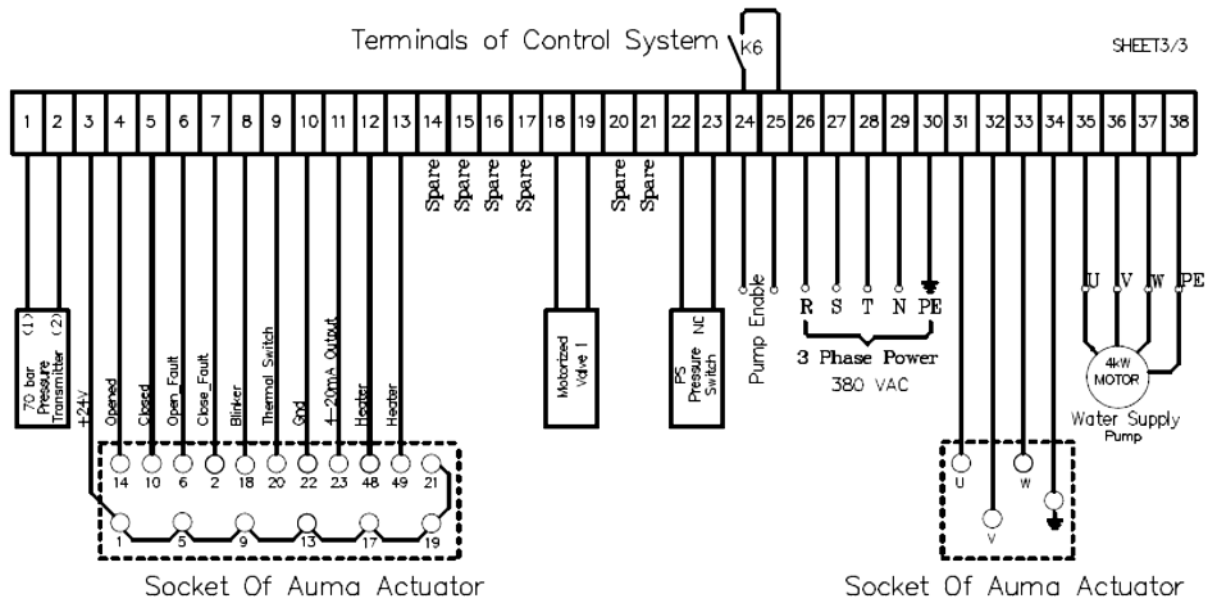 Terminals of Control System
K6
SHEET3/3
1 2 3 4 5 6 7 8 9 10 11 12 13 14 15 16 17 18 19 20 21 22 23 24 25 26 27 28 29 30 31 32 33 34 35 36 37 38
Spare
Spare
Spare
Spare
Spare
Spare
70 bar (1)
Pressure
Transmitter (2)
+24V
Opened
Closed
Open_Fault
Close_Fault
Blinker
Thermal Switch
Gnd
4-20mA Output
Heater
Heater
Motorized
Valve 1
PS
Pressure NC
Switch
Pump Enable
R S T N PE
3 Phase Power
380 VAC
U V W PE
4kW
MOTOR
Water Supply
Pump
14 10 6 2 18 20 22 23 48 49 21
1 5 9 13 17 19
U W
V
Socket Of Auma Actuator
Socket Of Auma Actuator